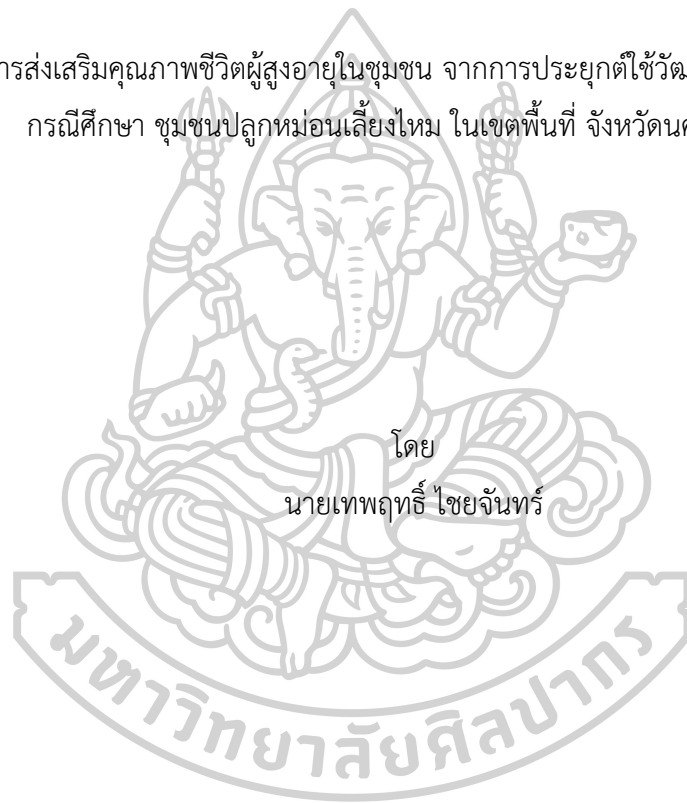 ารส่งเสริมคุณภาพชีวิตผู้สูงอายุในชุมชน จากการประยุกต์ใช้วัฒ
กรณีศึกษา ชุมชนปลูกหม่อนเลี้ยงไหม ในเขตพื้นที่ จังหวัดนค
โดย
นายเทพฤทธิ์ ไชยจันทร์
มหาวิทยาลัยศิลปากร